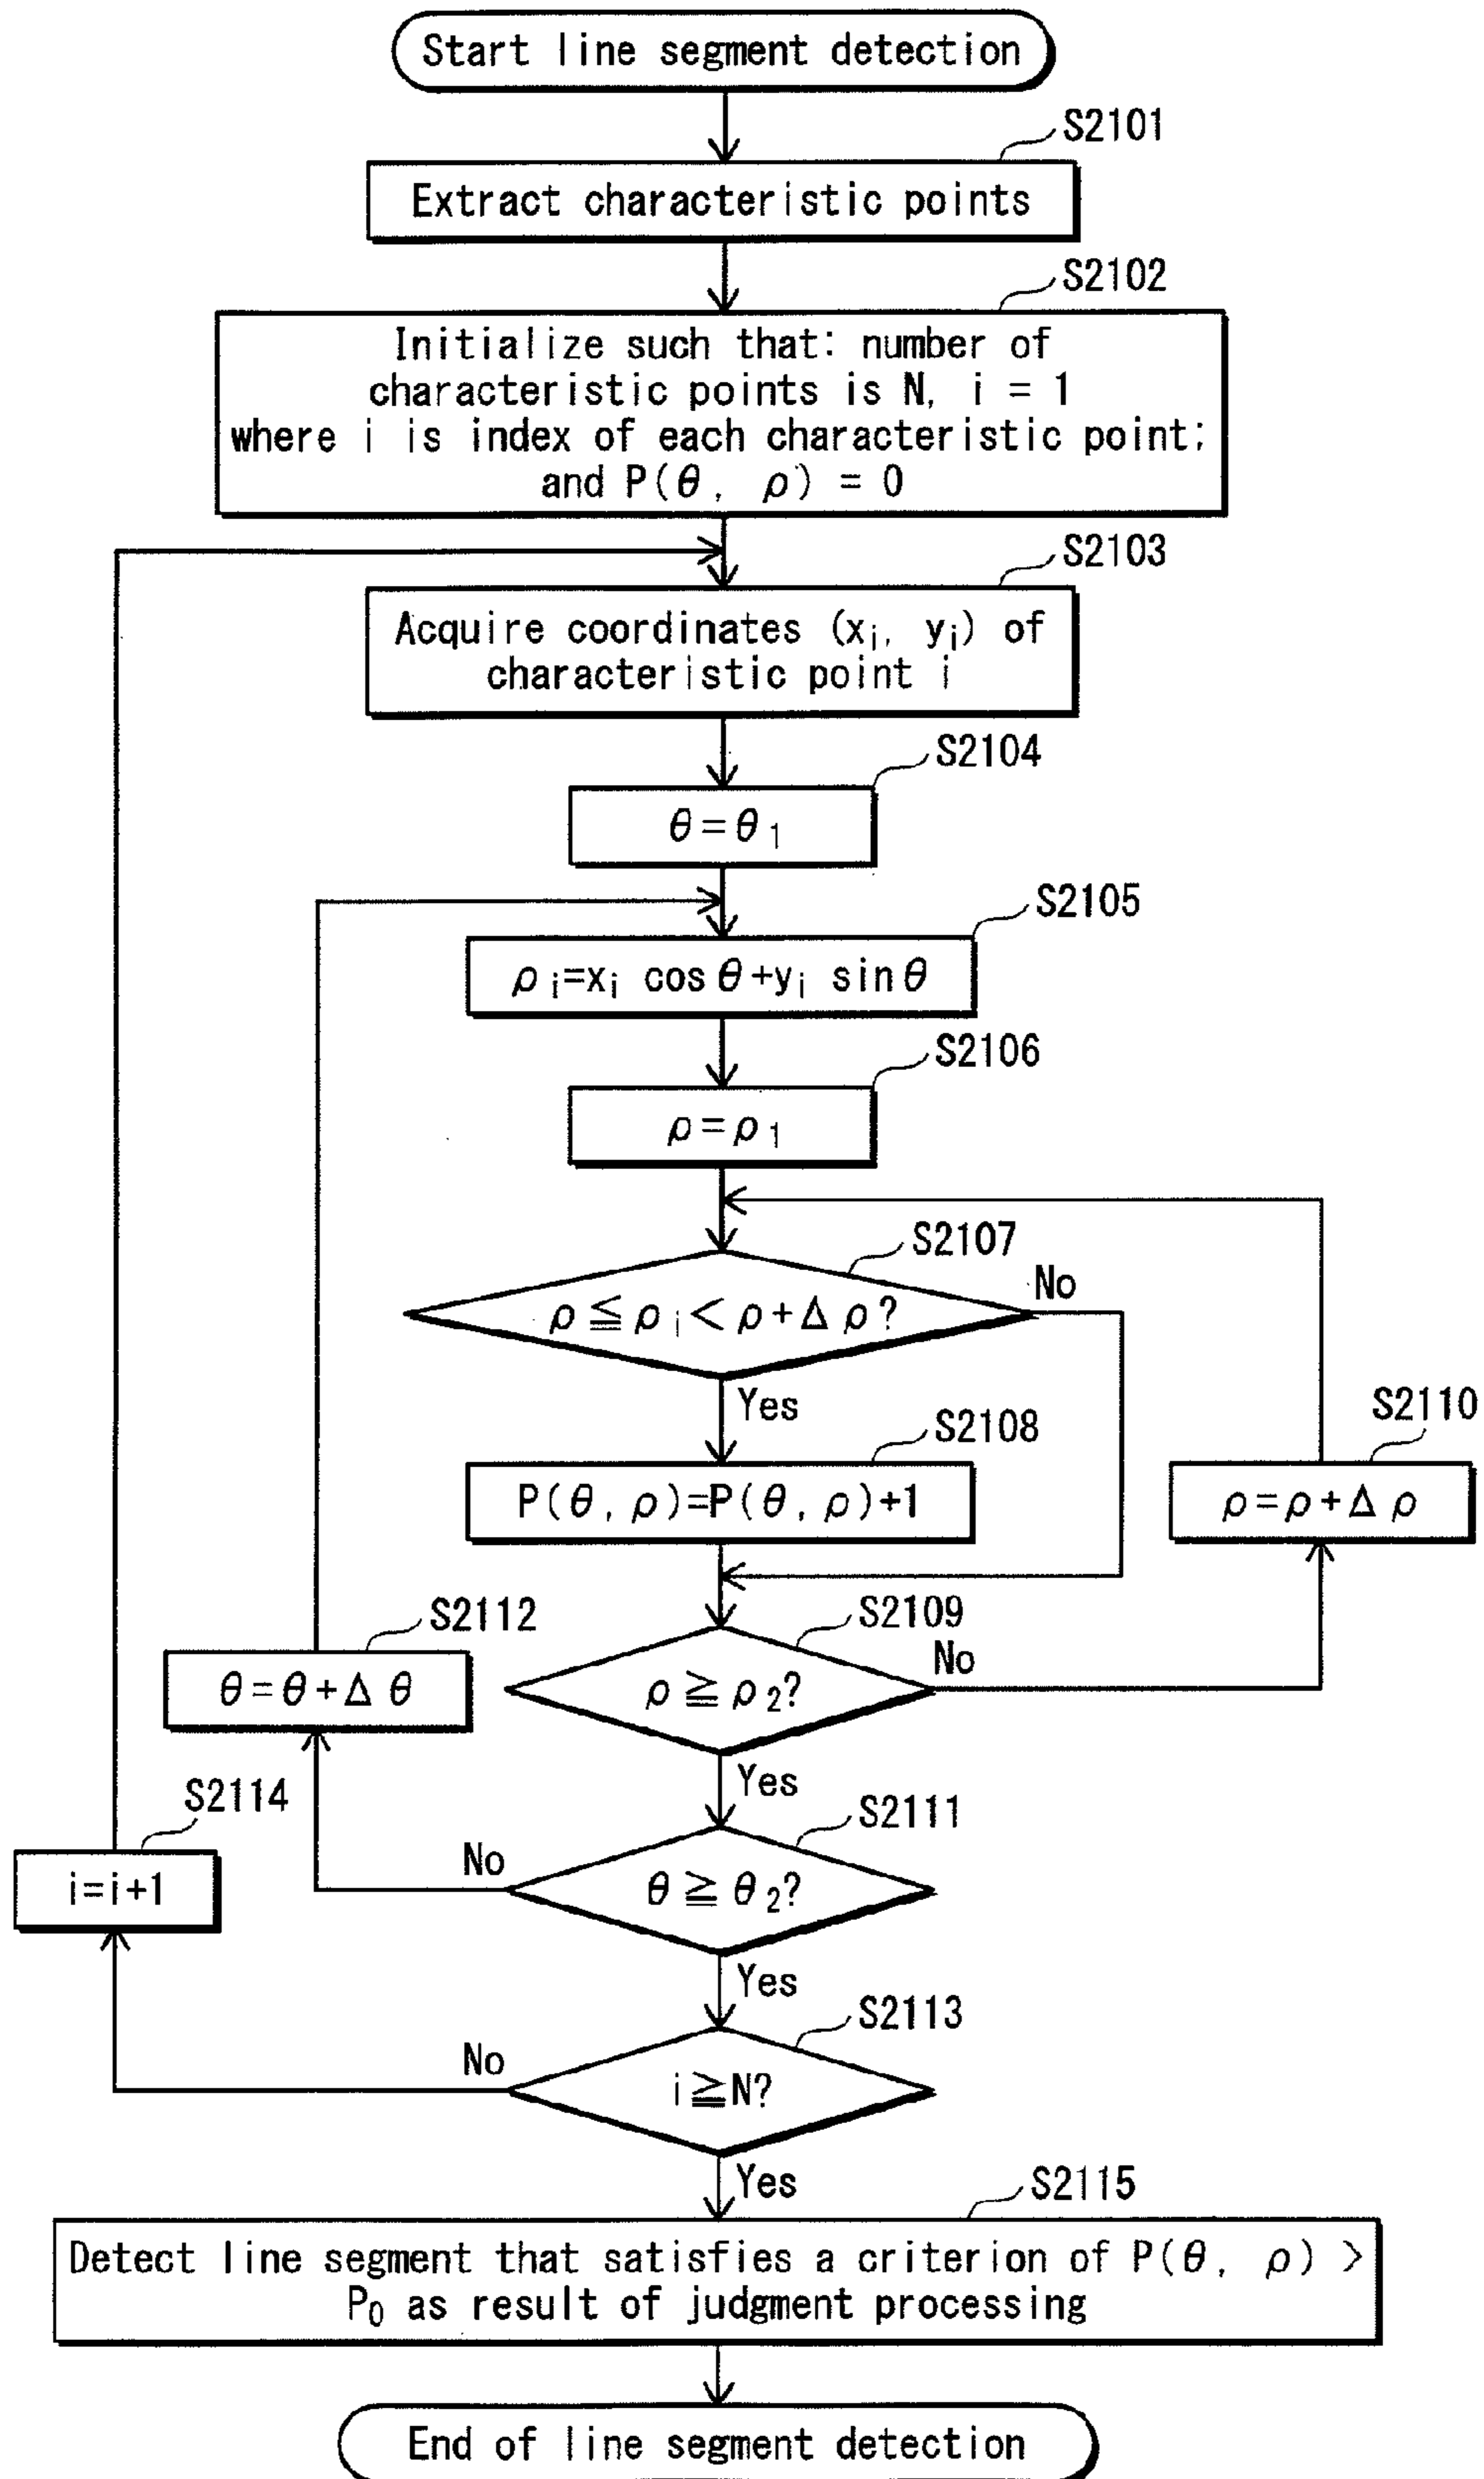 Start line segment detection
S2101
Extract characteristic points
S2102
Initialize such that: number of
characteristic points is N, i = 1
where i is index of each characteristic point;
and P(θ, ρ) = 0
S2103
Acquire coordinates (xᵢ, yᵢ) of
characteristic point i
S2104
θ=θ₁
S2105
ρᵢ=xᵢ cosθ+yᵢ sinθ
S2106
ρ=ρ₁
S2107
ρ≦ρᵢ<ρ+Δρ?
No
Yes
S2108
P(θ,ρ)=P(θ,ρ)+1
S2110
ρ=ρ+Δρ
S2109
ρ≧ρ₂?
No
Yes
S2112
θ=θ+Δθ
S2111
θ≧θ₂?
No
Yes
S2114
i=i+1
S2113
i≧N?
No
Yes
S2115
Detect line segment that satisfies a criterion of P(θ, ρ) >
P₀ as result of judgment processing
End of line segment detection